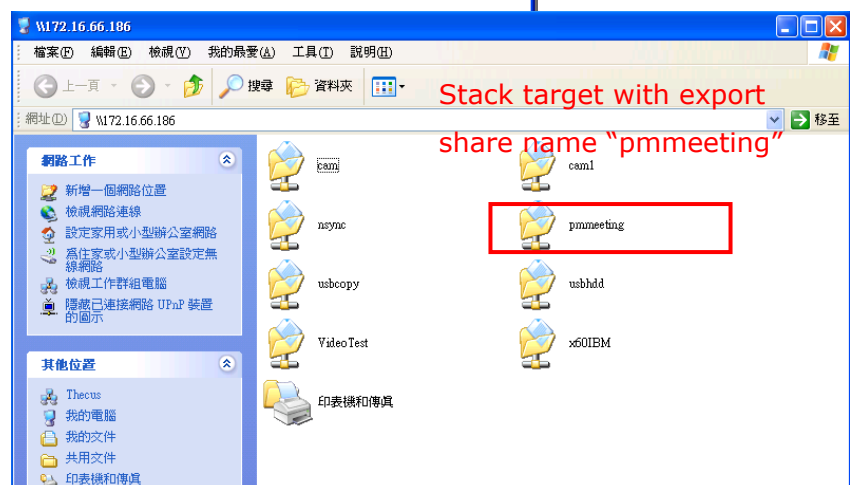 \\172.16.66.186
檔案(F) 編輯(E) 檢視(V) 我的最愛(A) 工具(T) 說明(H)
上一頁 搜尋 資料夾
Stack target with export
share name “pmmeeting”
網址(D) \\172.16.66.186 移至
網路工作
新增一個網路位置
檢視網路連線
設定家用或小型辦公室網路
為住家或小型辦公室設定無
線網路
檢視工作群組電腦
隱藏已連接網路 UPnP 裝置
的圖示
其他位置
Thecus
我的電腦
我的文件
共用文件
印表機和傳真
cam cam1
nsync pmmeeting
usbcopy usbhdd
VideoTest x60IBM
印表機和傳真